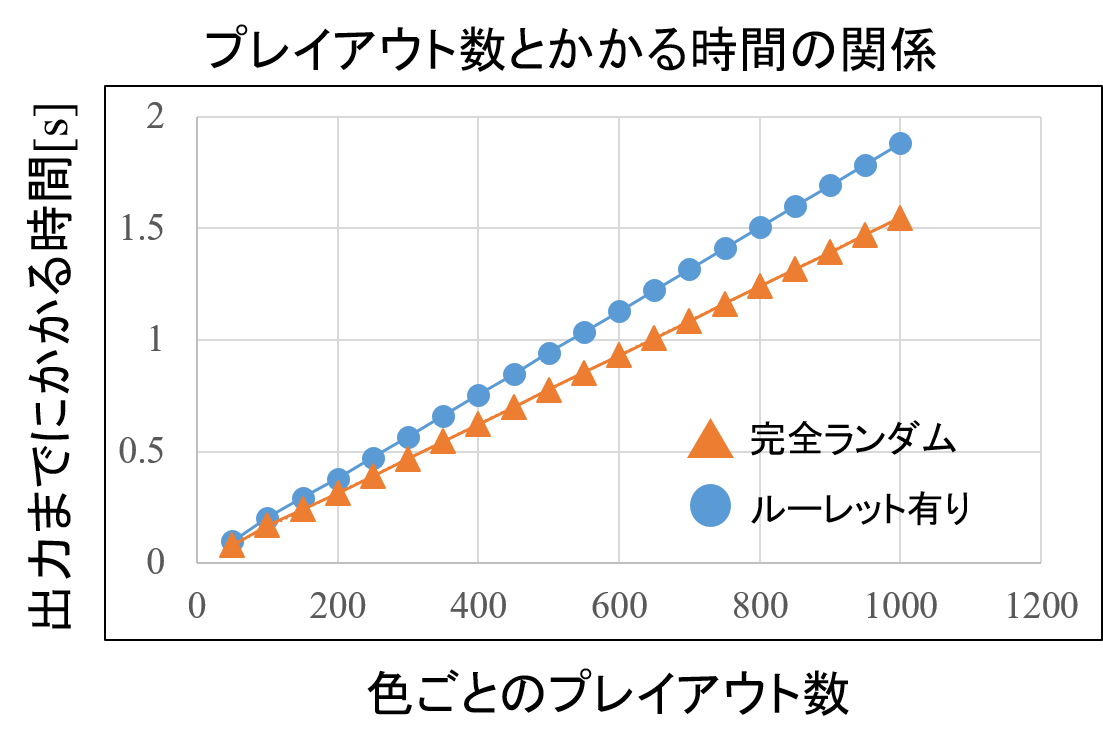 プレイアウト数とかかる時間の関係
出力までにかかる時間[s]
2
1.5
1
0.5
0
0 200 400 600 800 1000 1200
完全ランダム
ルーレット有り
色ごとのプレイアウト数